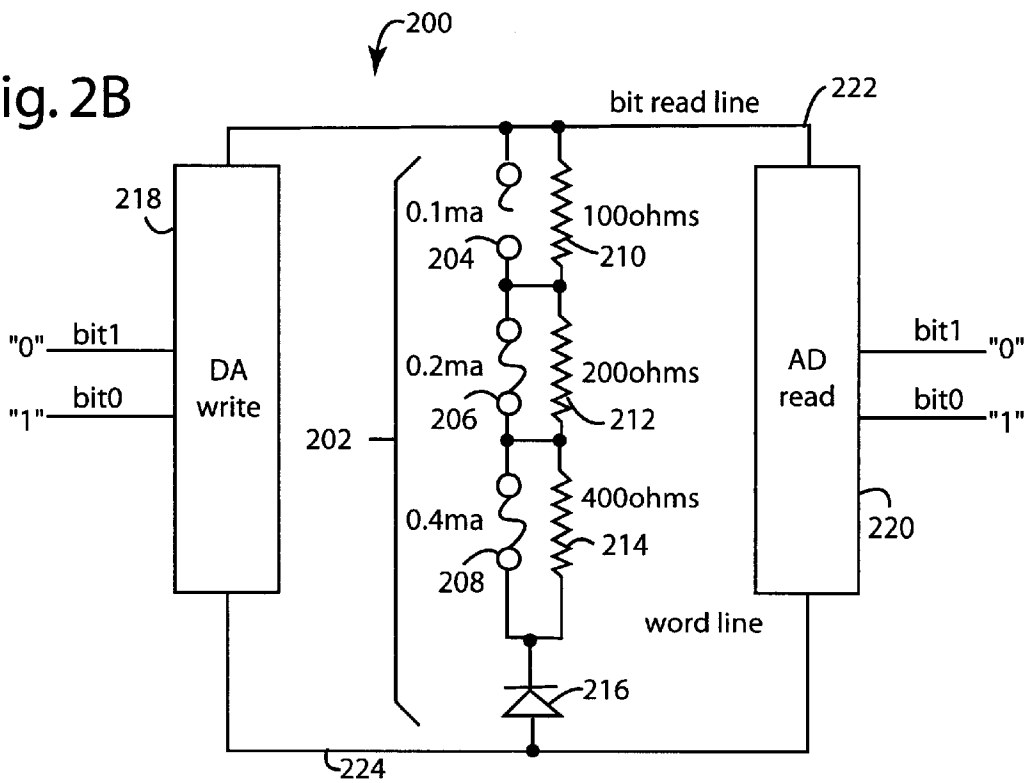 200
ig. 2B
bit read line
222
218
0.1ma
100ohms
204
210
"0" bit1
DA
write
0.2ma
200ohms
AD
read
bit1 "0"
"1" bit0
206
212
bit0 "1"
202
0.4ma
400ohms
208
214
220
word line
216
224